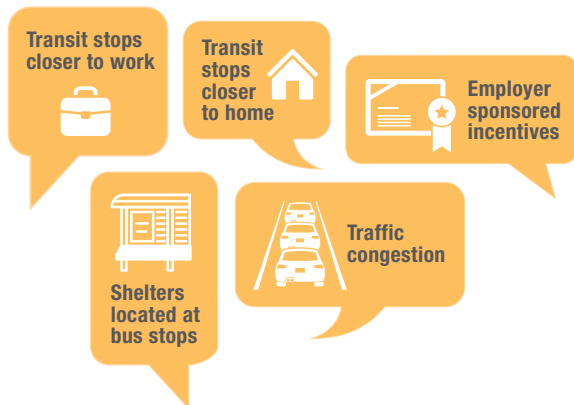 Transit stops
closer to work
Transit
stops
closer
to home
Employer
sponsored
incentives
Shelters
located at
bus stops
Traffic
congestion